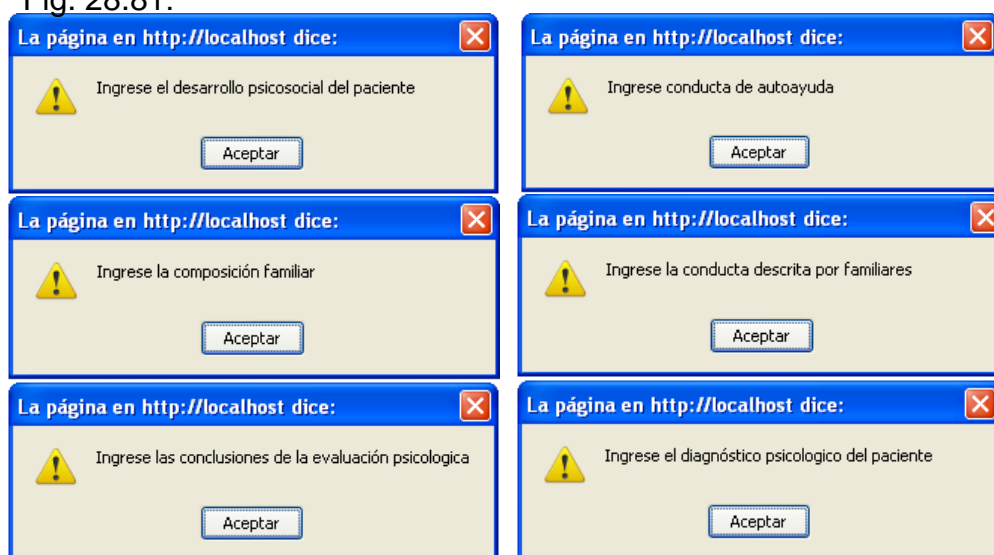 Fig. 28.81.
La página en http://localhost dice:
Ingrese el desarrollo psicosocial del paciente
Aceptar
La página en http://localhost dice:
Ingrese conducta de autoayuda
Aceptar
La página en http://localhost dice:
Ingrese la composición familiar
Aceptar
La página en http://localhost dice:
Ingrese la conducta descrita por familiares
Aceptar
La página en http://localhost dice:
Ingrese las conclusiones de la evaluación psicologica
Aceptar
La página en http://localhost dice:
Ingrese el diagnóstico psicologico del paciente
Aceptar